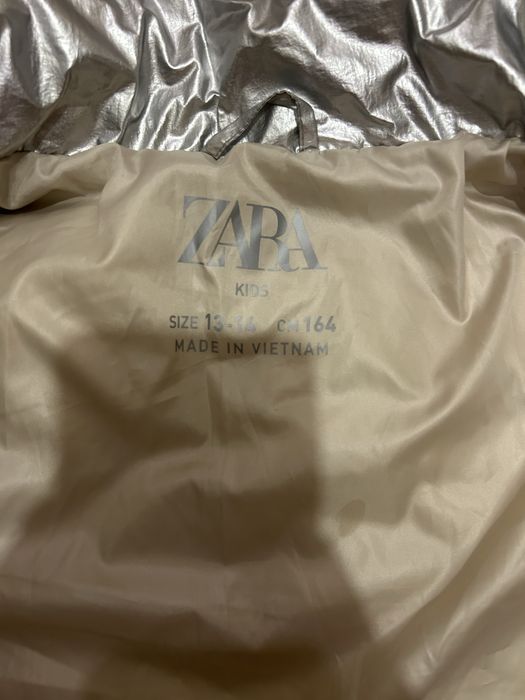 ZARA
KIDS
SIZE 13-14 CM 164
MADE IN VIETNAM